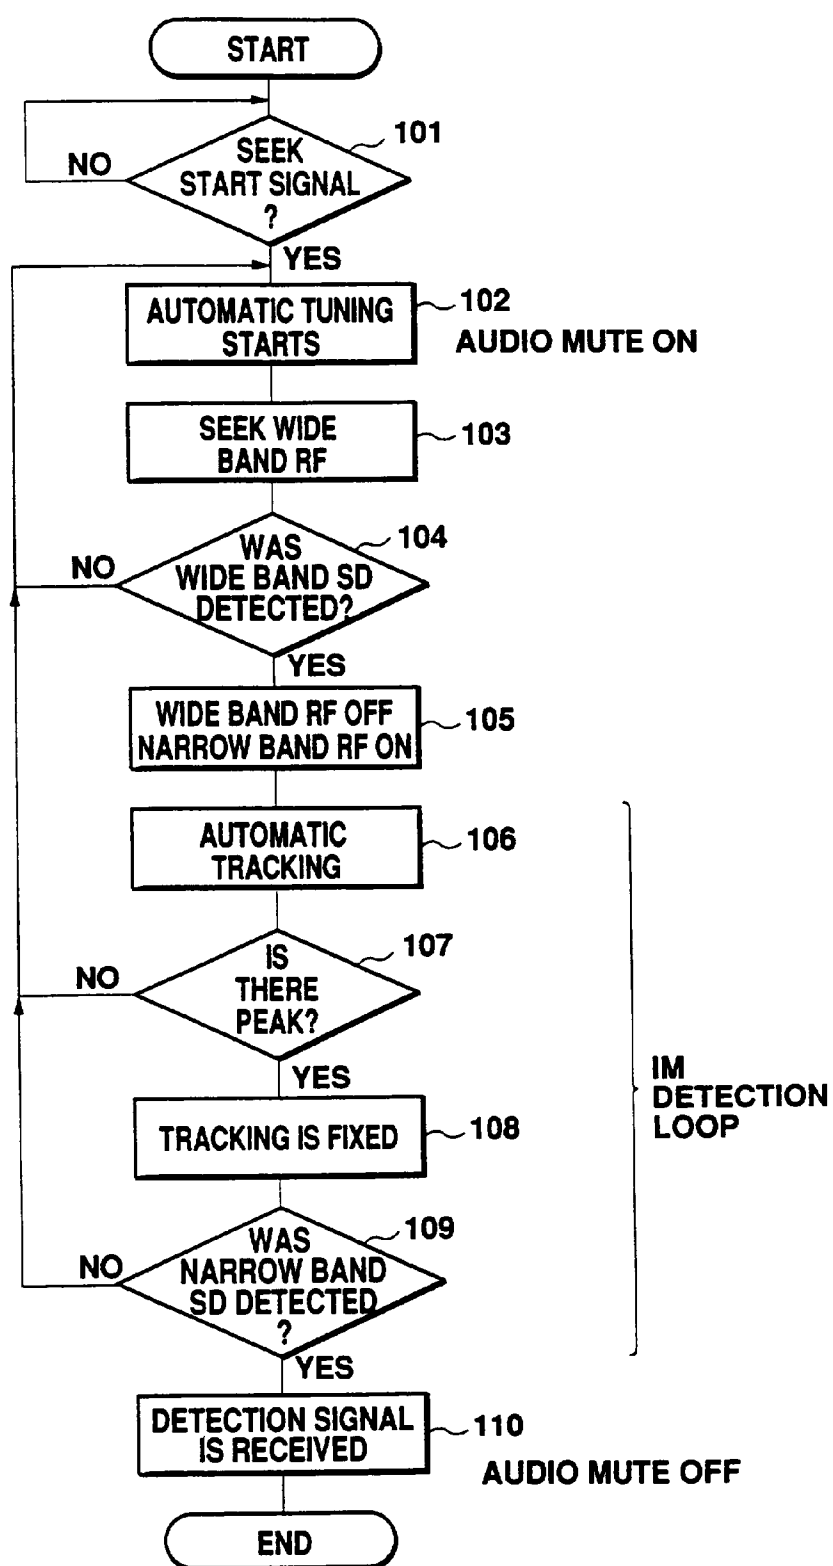 START
101
SEEK
START SIGNAL
?
NO
YES
102
AUTOMATIC TUNING
STARTS
AUDIO MUTE ON
SEEK WIDE
BAND RF
103
104
WAS
WIDE BAND SD
DETECTED?
NO
YES
WIDE BAND RF OFF
NARROW BAND RF ON
105
AUTOMATIC
TRACKING
106
107
IS
THERE
PEAK?
NO
YES
TRACKING IS FIXED
108
IM
DETECTION
LOOP
109
WAS
NARROW BAND
SD DETECTED
?
NO
YES
DETECTION SIGNAL
IS RECEIVED
110
AUDIO MUTE OFF
END